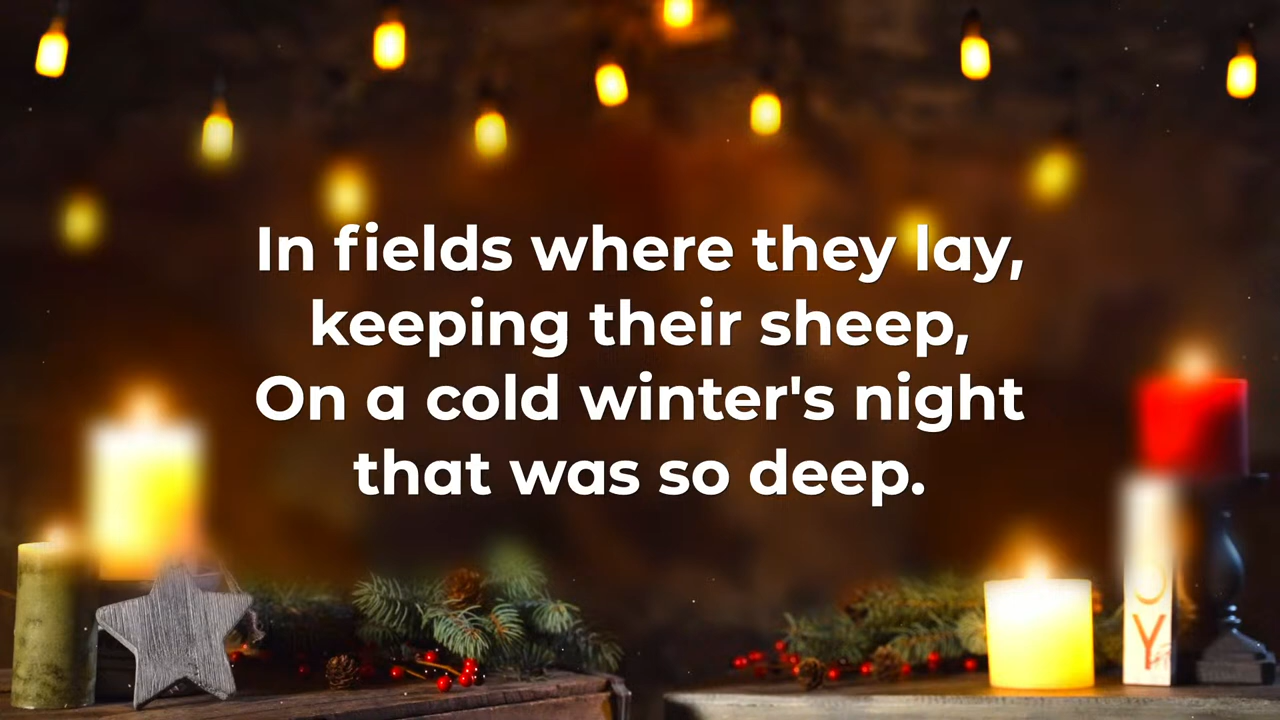 In fields where they lay,
keeping their sheep,
On a cold winter's night
that was so deep.
Y